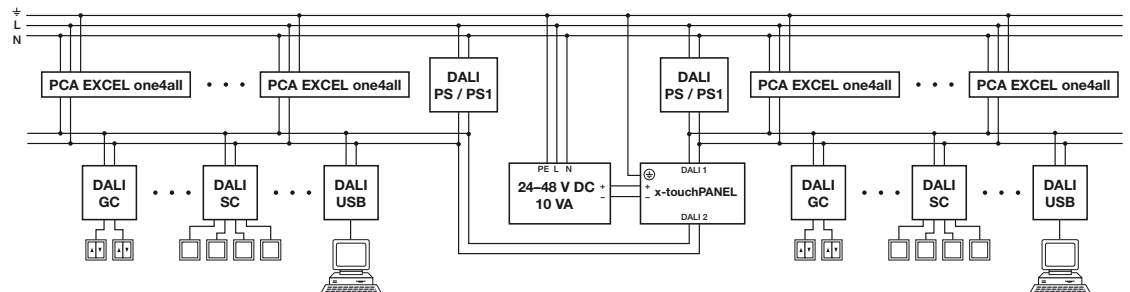 ⏚
L
N
PCA EXCEL one4all
• • •
PCA EXCEL one4all
DALI
PS / PS1
DALI
PS / PS1
PCA EXCEL one4all
• • •
PCA EXCEL one4all
DALI
GC
• • •
DALI
SC
• • •
DALI
USB
PE L N
24–48 V DC
10 VA
+
–
DALI 1
+
–
x-touchPANEL
DALI 2
DALI
GC
• • •
DALI
SC
• • •
DALI
USB